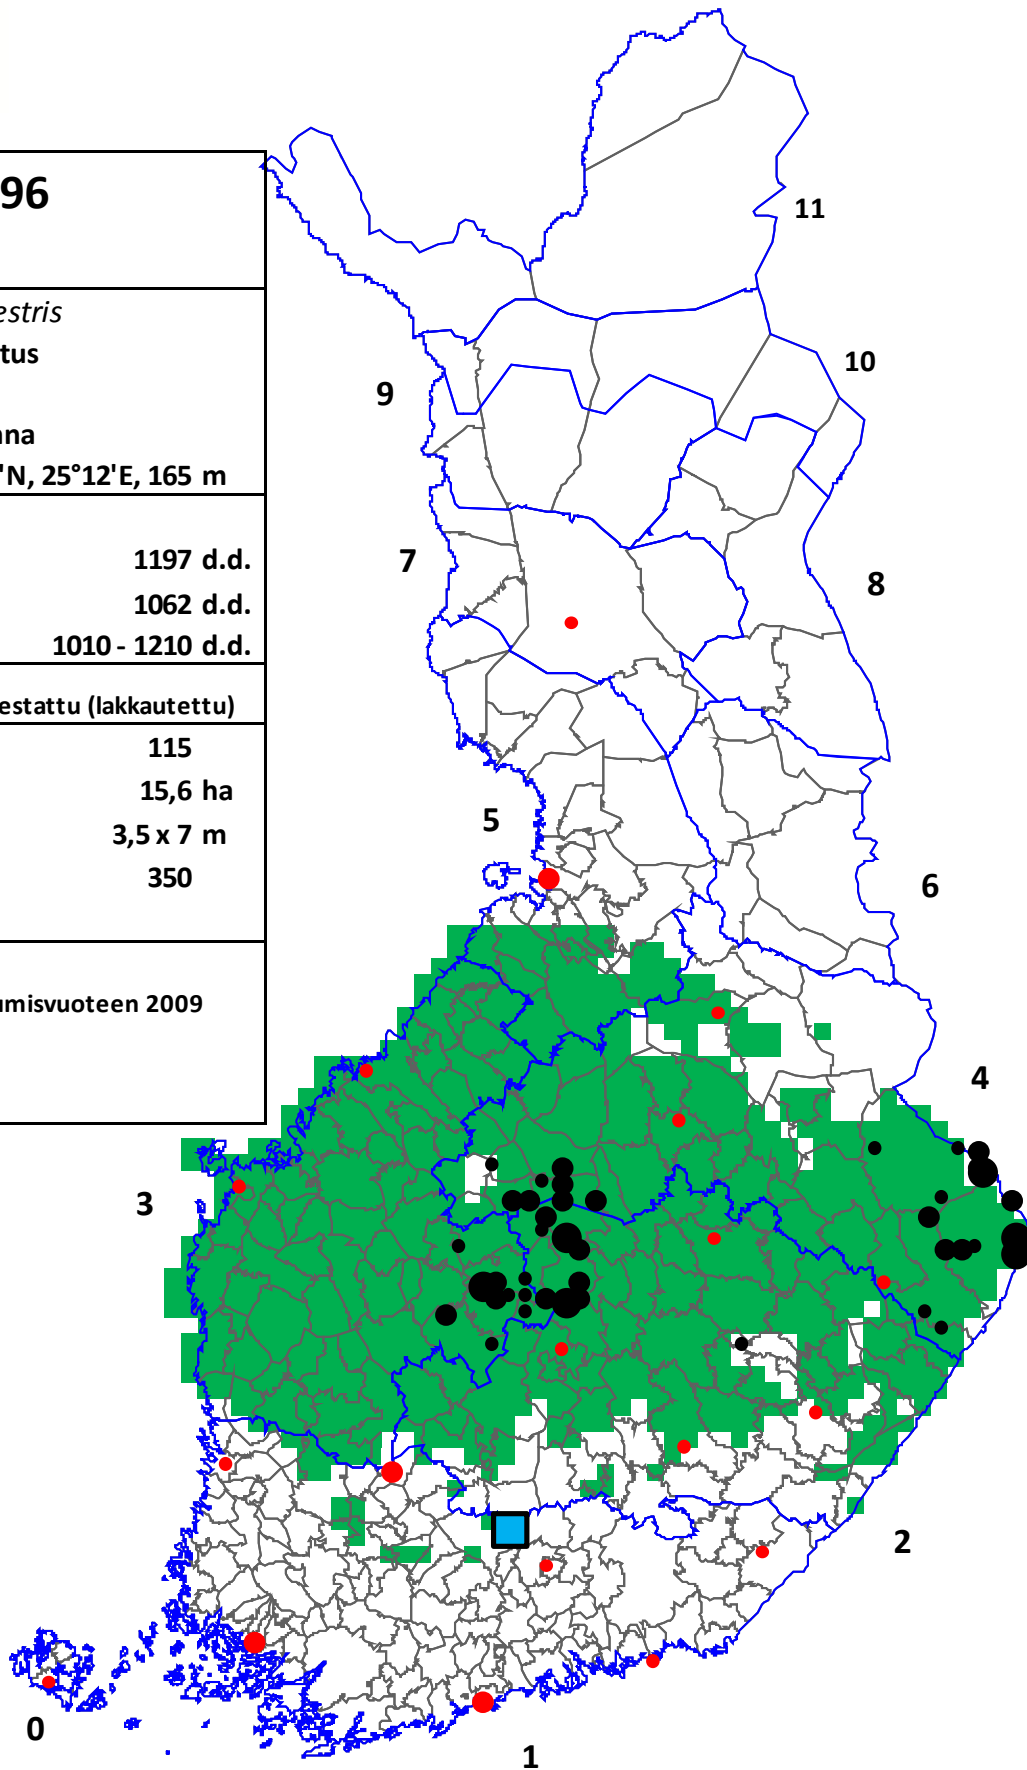 96
estris
tus
nna
'N, 25°12'E, 165 m
1197 d.d.
1062 d.d.
1010 - 1210 d.d.
estattu (lakkautettu)
115
15,6 ha
3,5 x 7 m
350
umisvuoteen 2009
11
10
9
7
8
5
6
4
3
2
0
1